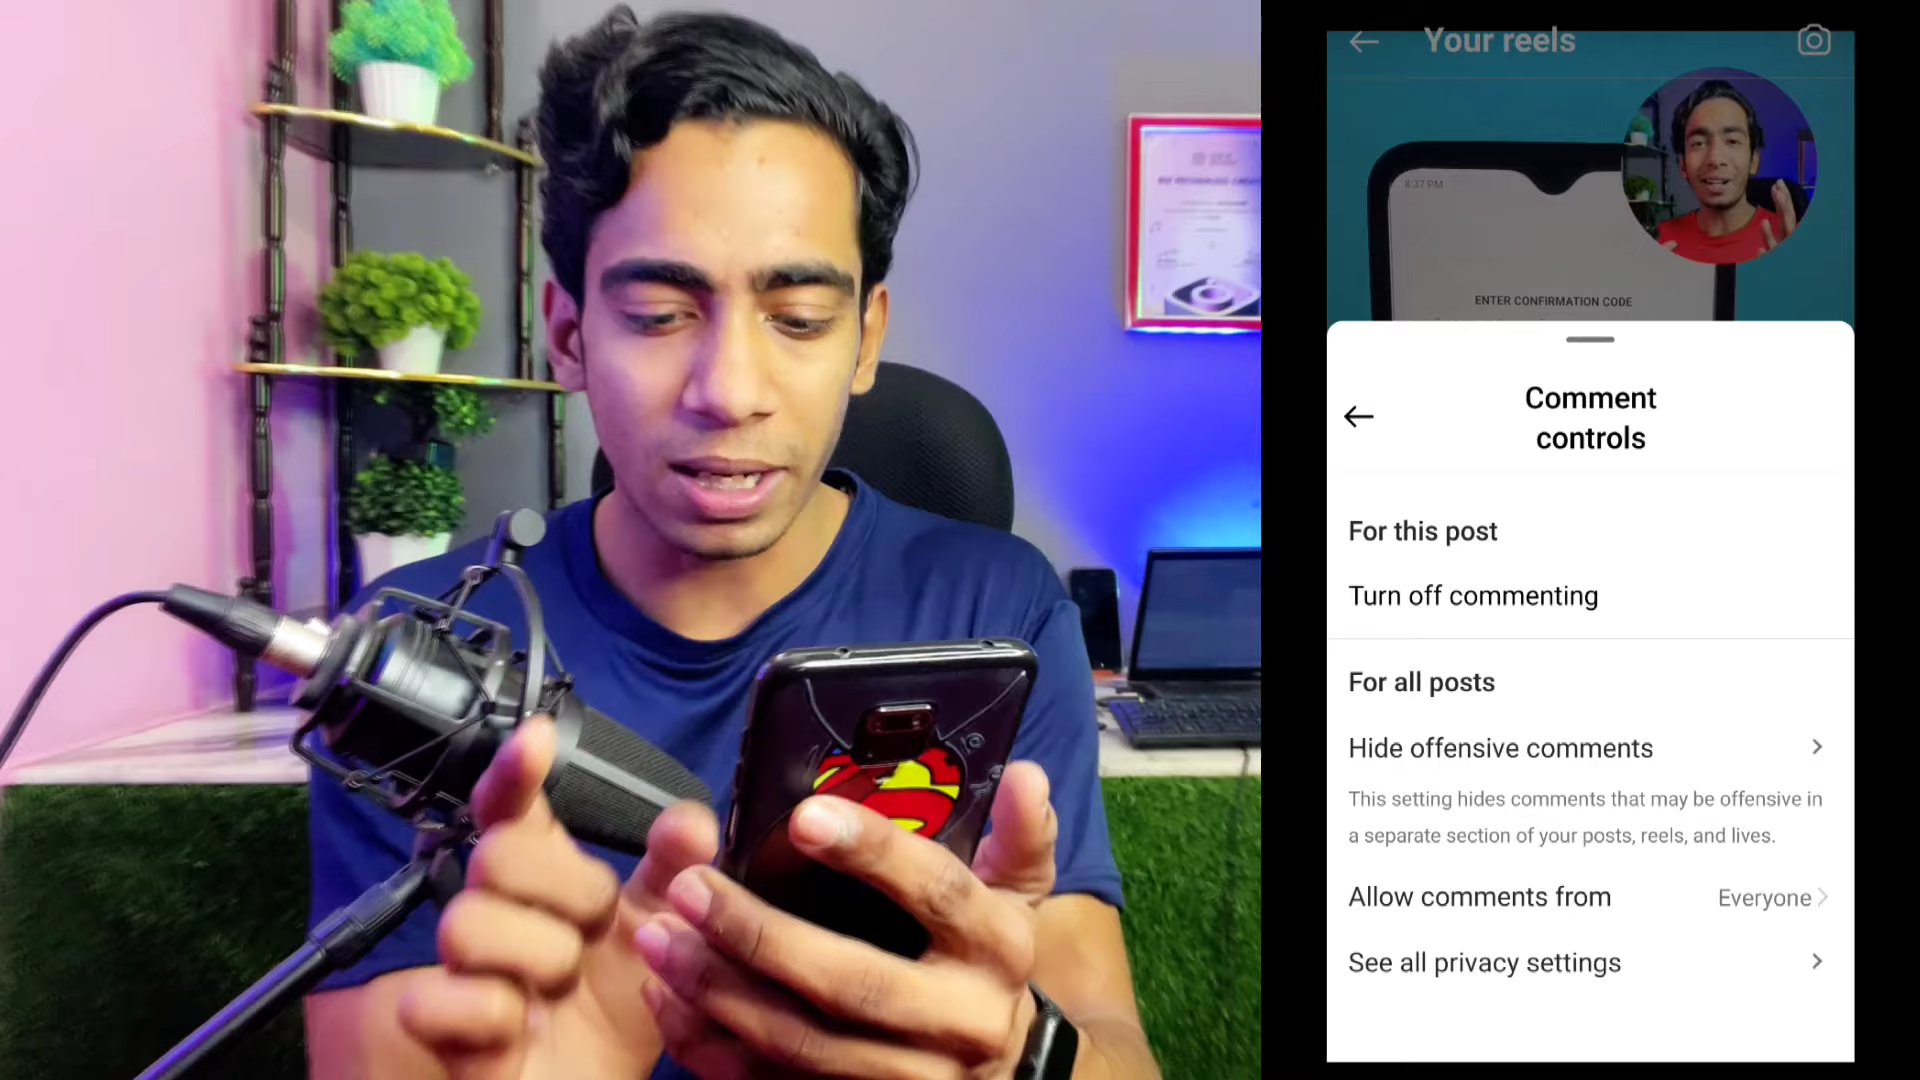 Your reels
8:37 PM
ENTER CONFIRMATION CODE
Comment
controls
For this post
Turn off commenting
For all posts
Hide offensive comments
This setting hides comments that may be offensive in
a separate section of your posts, reels, and lives.
Allow comments from
Everyone
See all privacy settings